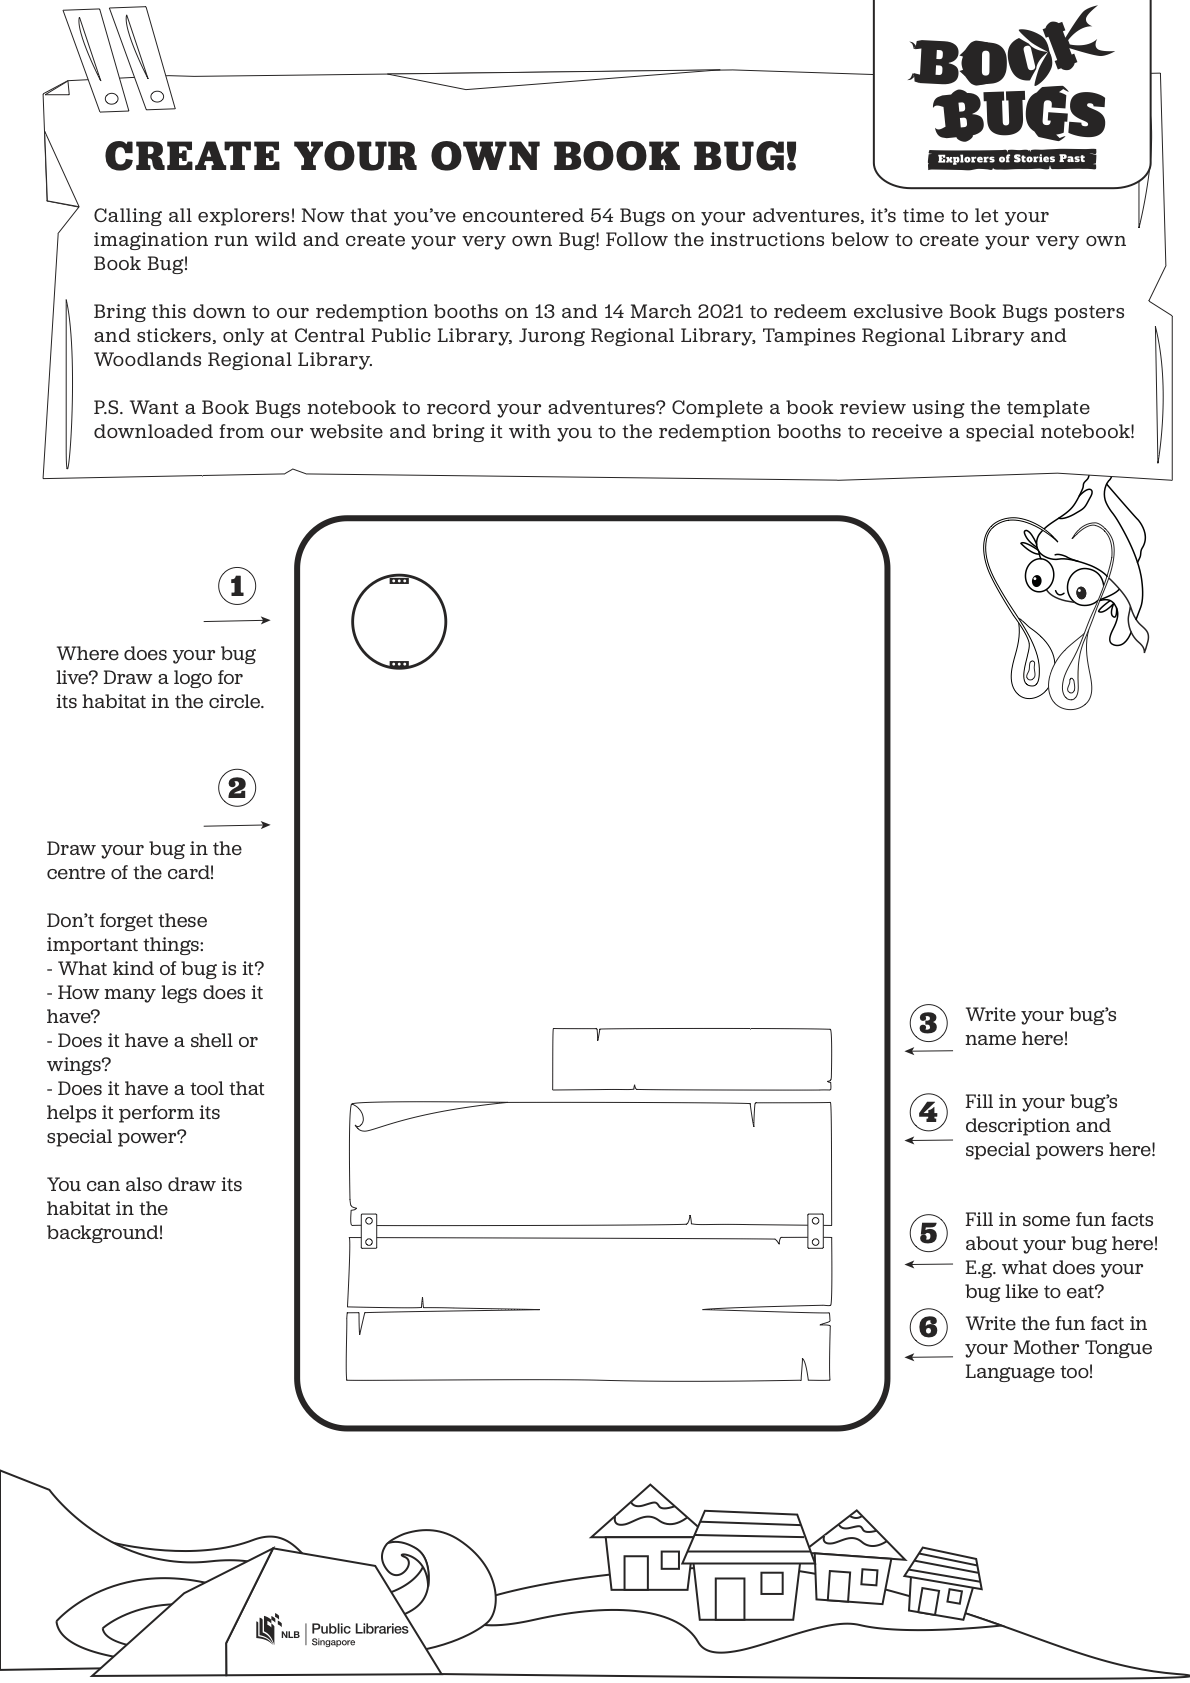 BOOK
BUGS
Explorers of Stories Past
CREATE YOUR OWN BOOK BUG!
Calling all explorers! Now that you’ve encountered 54 Bugs on your adventures, it’s time to let your
imagination run wild and create your very own Bug! Follow the instructions below to create your very own
Book Bug!
Bring this down to our redemption booths on 13 and 14 March 2021 to redeem exclusive Book Bugs posters
and stickers, only at Central Public Library, Jurong Regional Library, Tampines Regional Library and
Woodlands Regional Library.
P.S. Want a Book Bugs notebook to record your adventures? Complete a book review using the template
downloaded from our website and bring it with you to the redemption booths to receive a special notebook!
1
Where does your bug
live? Draw a logo for
its habitat in the circle.
2
Draw your bug in the
centre of the card!
Don’t forget these
important things:
- What kind of bug is it?
- How many legs does it
have?
- Does it have a shell or
wings?
- Does it have a tool that
helps it perform its
special power?
You can also draw its
habitat in the
background!
3
Write your bug’s
name here!
4
Fill in your bug’s
description and
special powers here!
5
Fill in some fun facts
about your bug here!
E.g. what does your
bug like to eat?
6
Write the fun fact in
your Mother Tongue
Language too!
NLB
Public Libraries
Singapore